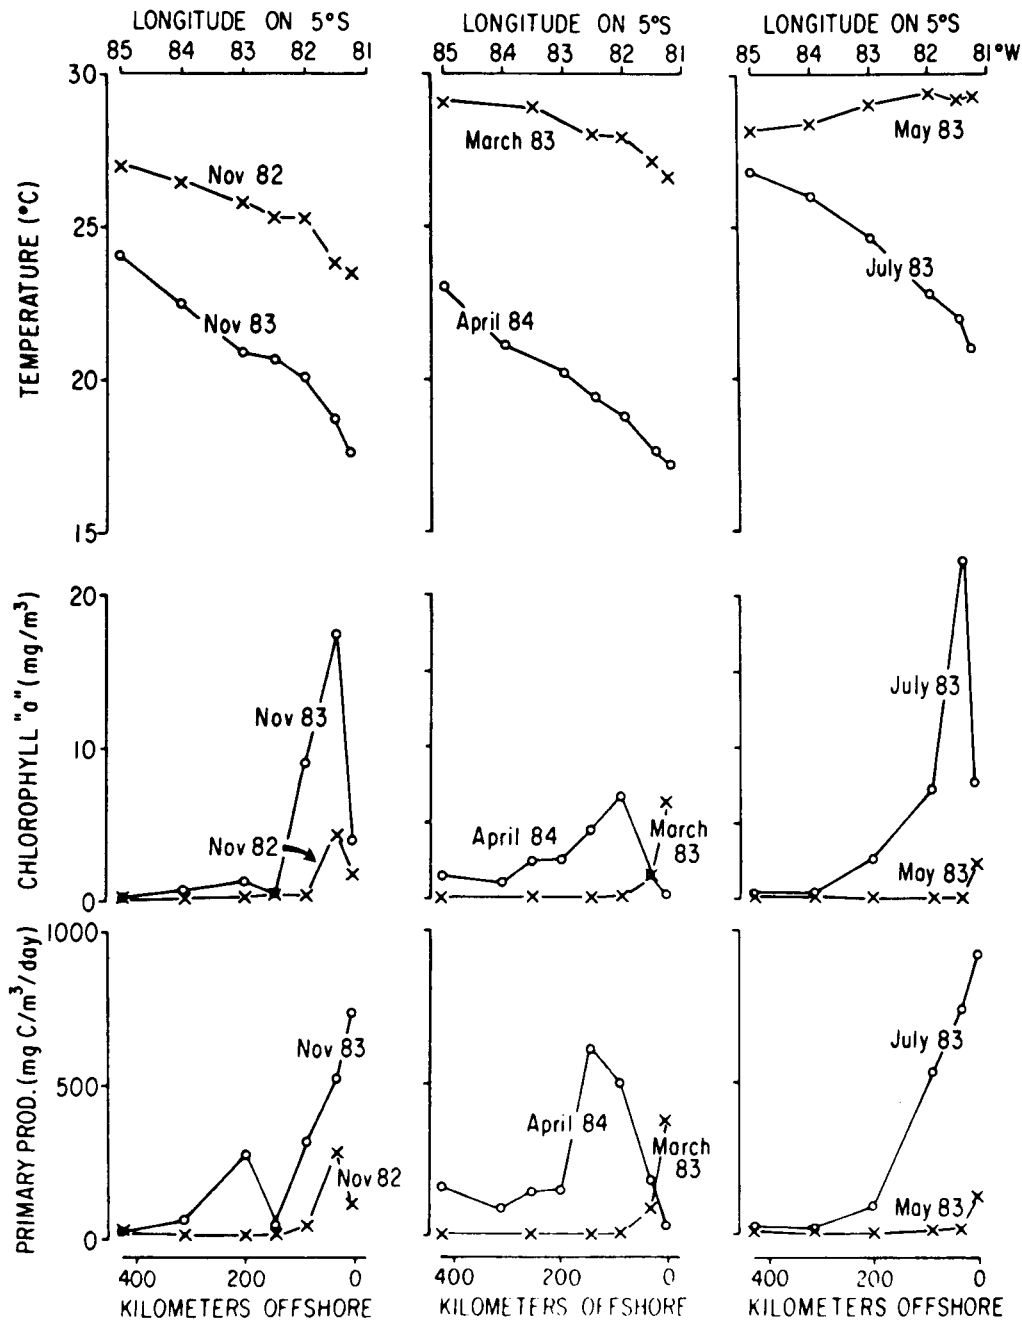 LONGITUDE ON 5°S
85 84 83 82 81
LONGITUDE ON 5°S
85 84 83 82 81
LONGITUDE ON 5°S
85 84 83 82 81°W
TEMPERATURE (°C)
30
25
20
15
Nov 82
Nov 83
March 83
April 84
May 83
July 83
CHLOROPHYLL "a" (mg/m³)
20
10
0
Nov 83
Nov 82
April 84
March
83
July 83
May 83
PRIMARY PROD. (mg C/m³/day)
1000
500
0
Nov 83
Nov 82
April 84
March
83
July 83
May 83
400 200 0
KILOMETERS OFFSHORE
400 200 0
KILOMETERS OFFSHORE
400 200 0
KILOMETERS OFFSHORE